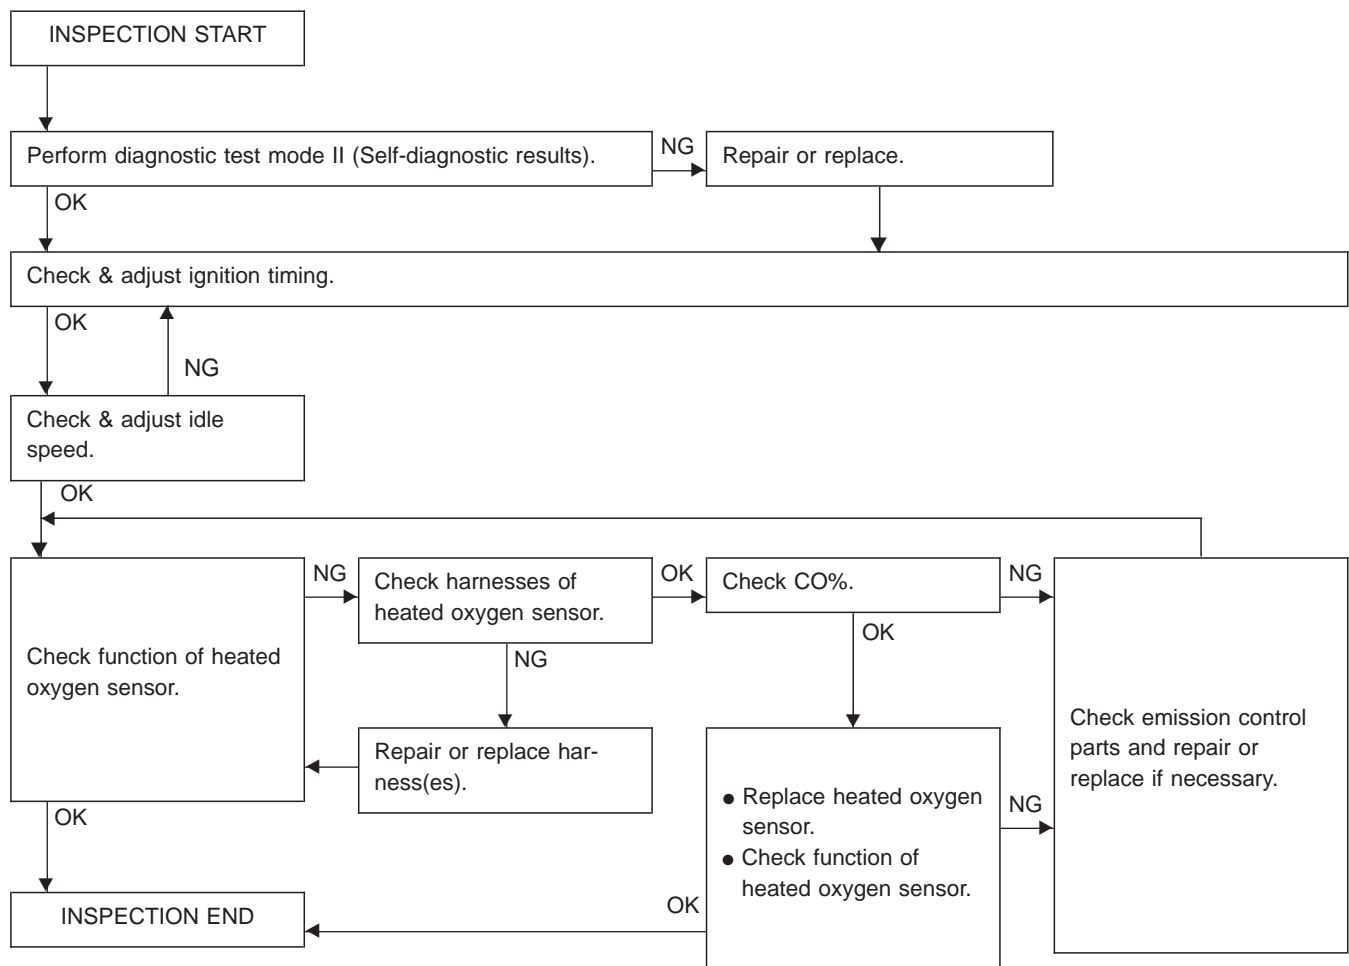 INSPECTION START
Perform diagnostic test mode II (Self-diagnostic results).
NG
Repair or replace.
OK
Check & adjust ignition timing.
OK
NG
Check & adjust idle
speed.
OK
Check function of heated
oxygen sensor.
NG
Check harnesses of
heated oxygen sensor.
OK
Check CO%.
NG
OK
NG
Repair or replace har-
ness(es).
● Replace heated oxygen
sensor.
● Check function of
heated oxygen sensor.
NG
Check emission control
parts and repair or
replace if necessary.
OK
OK
INSPECTION END